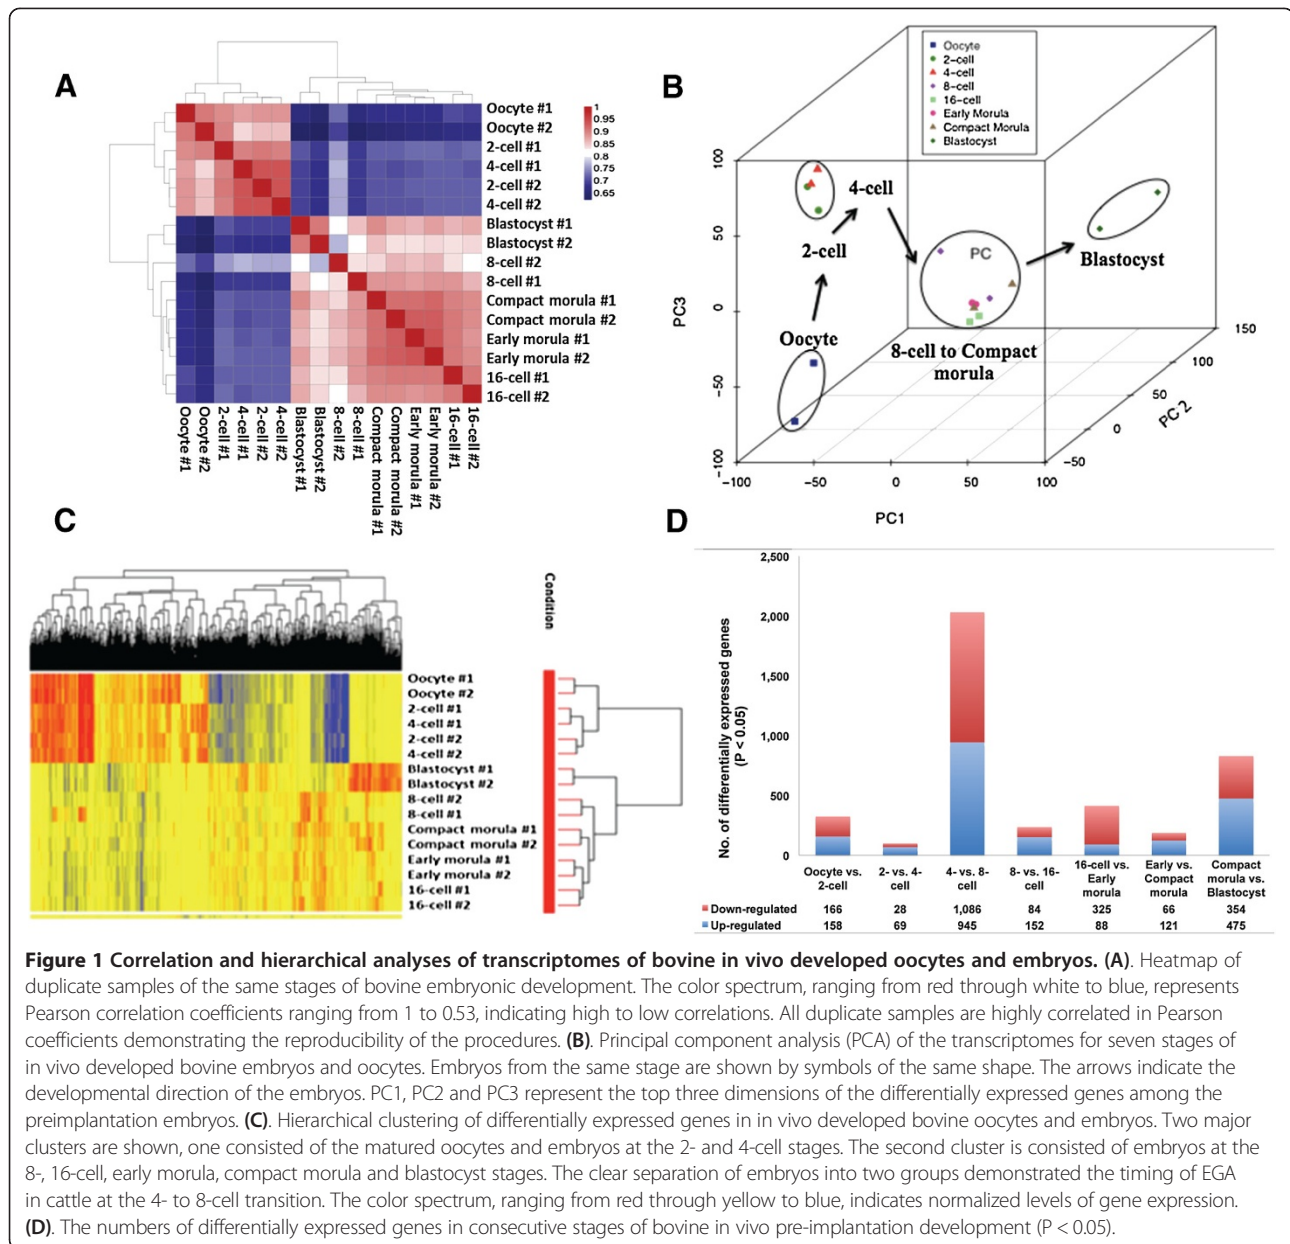 A
Oocyte #1
Oocyte #2
2-cell #1
4-cell #1
2-cell #2
4-cell #2
Blastocyst #1
Blastocyst #2
8-cell #2
8-cell #1
Compact morula #1
Compact morula #2
Early morula #1
Early morula #2
16-cell #1
16-cell #2
1
0.95
0.9
0.85
0.8
0.75
0.7
0.65
Oocyte #1
Oocyte #2
2-cell #1
4-cell #1
2-cell #2
4-cell #2
Blastocyst #1
Blastocyst #2
8-cell #2
8-cell #1
Compact morula #1
Compact morula #2
Early morula #1
Early morula #2
16-cell #1
16-cell #2
B
Oocyte
2-cell
4-cell
8-cell
16-cell
Early Morula
Compact Morula
Blastocyst
PC3
100
50
0
-50
-100
4-cell
2-cell
Oocyte
PC
8-cell to Compact
morula
Blastocyst
-100
-50
0
50
100
PC1
-50
0
50
100
150
PC 2
C
Condition
Oocyte #1
Oocyte #2
2-cell #1
4-cell #1
2-cell #2
4-cell #2
Blastocyst #1
Blastocyst #2
8-cell #2
8-cell #1
Compact morula #1
Compact morula #2
Early morula #1
Early morula #2
16-cell #1
16-cell #2
D
No. of differentially expressed genes
(P < 0.05)
2,500
2,000
1,500
1,000
500
0
Oocyte vs. 2- vs. 4- 4- vs. 8- 8- vs. 16- 16-cell vs. Early vs. Compact
2-cell cell cell cell Early Compact morula vs.
morula morula Blastocyst
Down-regulated 166 28 1,086 84 325 66 354
Up-regulated 158 69 945 152 88 121 475
Figure 1 Correlation and hierarchical analyses of transcriptomes of bovine in vivo developed oocytes and embryos. (A). Heatmap of
duplicate samples of the same stages of bovine embryonic development. The color spectrum, ranging from red through white to blue, represents
Pearson correlation coefficients ranging from 1 to 0.53, indicating high to low correlations. All duplicate samples are highly correlated in Pearson
coefficients demonstrating the reproducibility of the procedures. (B). Principal component analysis (PCA) of the transcriptomes for seven stages of
in vivo developed bovine embryos and oocytes. Embryos from the same stage are shown by symbols of the same shape. The arrows indicate the
developmental direction of the embryos. PC1, PC2 and PC3 represent the top three dimensions of the differentially expressed genes among the
preimplantation embryos. (C). Hierarchical clustering of differentially expressed genes in in vivo developed bovine oocytes and embryos. Two major
clusters are shown, one consisted of the matured oocytes and embryos at the 2- and 4-cell stages. The second cluster is consisted of embryos at the
8-, 16-cell, early morula, compact morula and blastocyst stages. The clear separation of embryos into two groups demonstrated the timing of EGA
in cattle at the 4- to 8-cell transition. The color spectrum, ranging from red through yellow to blue, indicates normalized levels of gene expression.
(D). The numbers of differentially expressed genes in consecutive stages of bovine in vivo pre-implantation development (P < 0.05).